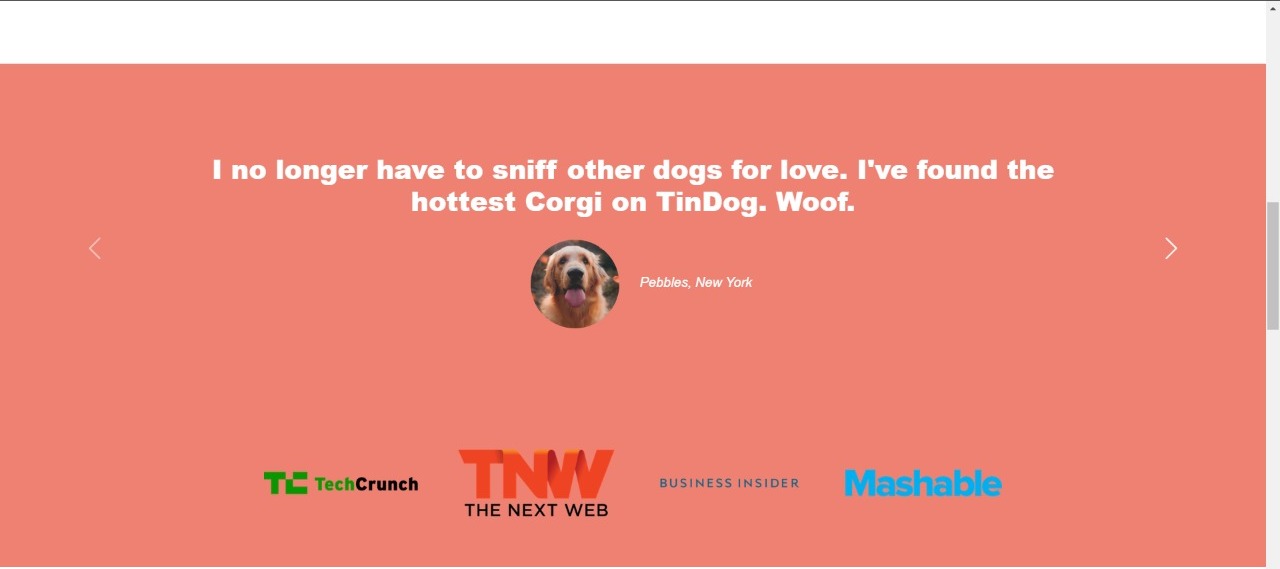 I no longer have to sniff other dogs for love. I've found the
hottest Corgi on TinDog. Woof.
Pebbles, New York
TC TechCrunch
TNW
THE NEXT WEB
BUSINESS INSIDER
Mashable